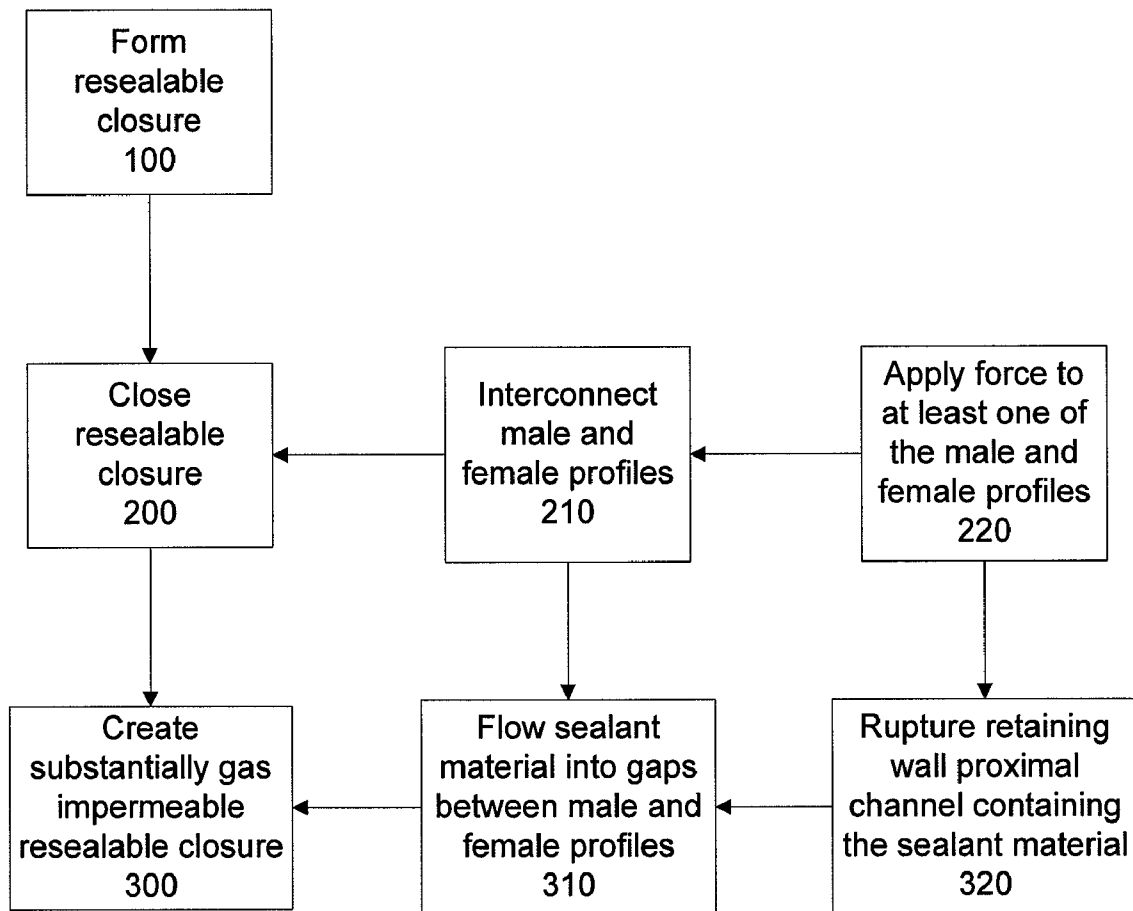 Form
resealable
closure
100
Close
resealable
closure
200
Interconnect
male and
female profiles
210
Apply force to
at least one of
the male and
female profiles
220
Create
substantially gas
impermeable
resealable closure
300
Flow sealant
material into gaps
between male and
female profiles
310
Rupture retaining
wall proximal
channel containing
the sealant material
320